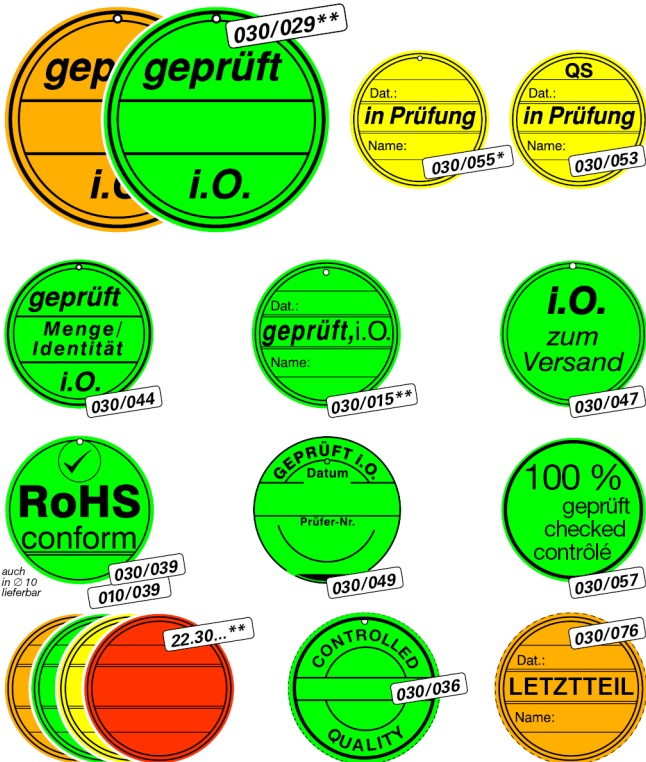 gep
i.
geprüft
i.O.
030/029**
Dat.:
in Prüfung
Name:
030/055*
QS
Dat.:
in Prüfung
Name:
030/053
geprüft
Menge/
Identität
i.O.
030/044
Dat.:
geprüft,i.O.
Name:
030/015**
i.O.
zum
Versand
030/047
RoHS
conform
auch
in ∅ 10
lieferbar
030/039
010/039
GEPRÜFT i.O.
Datum
Prüfer-Nr.
030/049
100 %
geprüft
checked
contrôlé
030/057
22.30...**
CONTROLLED
QUALITY
030/036
030/076
Dat.:
LETZTTEIL
Name: